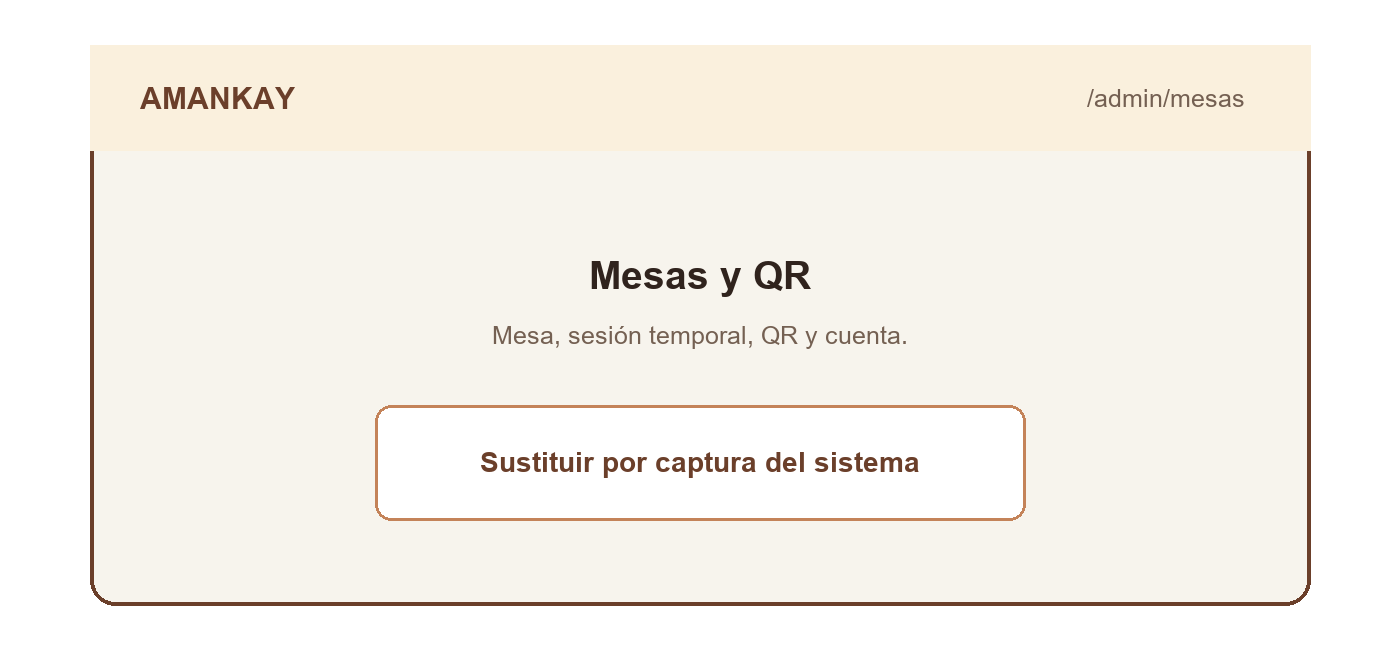 AMANKAY
/admin/mesas
Mesas y QR
Mesa, sesión temporal, QR y cuenta.
Sustituir por captura del sistema